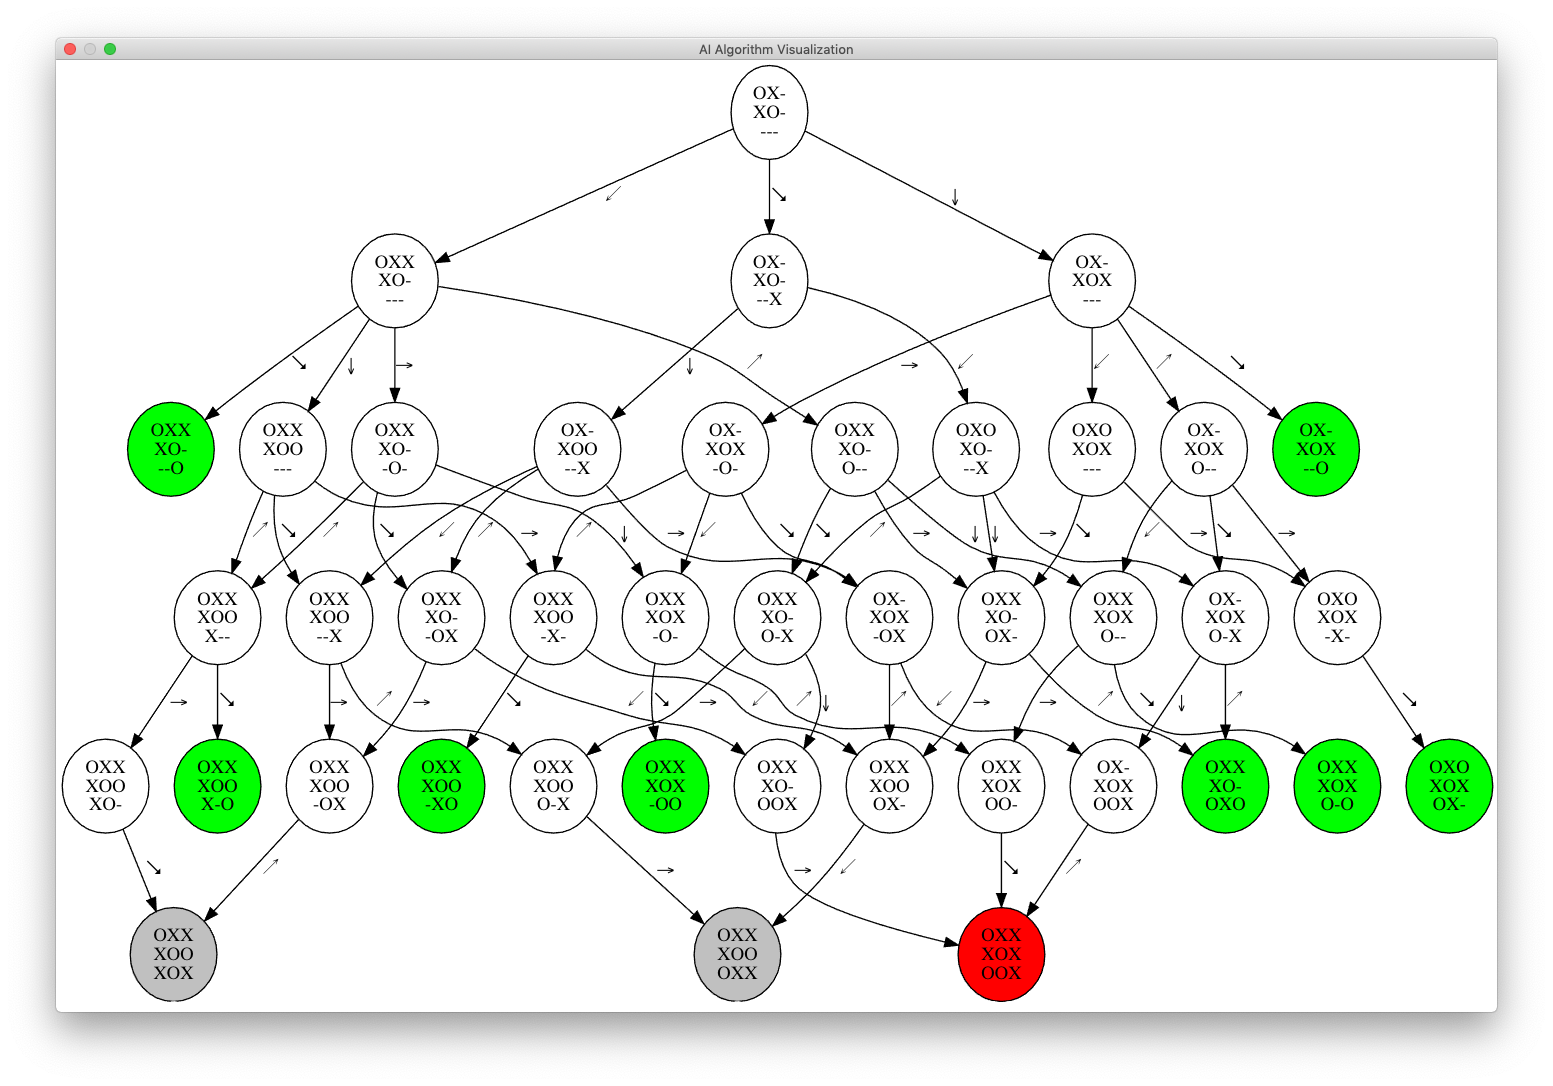 AI Algorithm Visualization
OX-
XO-
---
↙
↘
↓
OXX
XO-
---
OX-
XO-
--X
OX-
XOX
---
↘
↓
→
↓
↗
→
↙
↙
↗
↘
OXX
XO-
--O
OXX
XOO
---
OXX
XO-
-O-
OX-
XOO
--X
OX-
XOX
-O-
OXX
XO-
O--
OXO
XO-
--X
OXO
XOX
---
OX-
XOX
O--
OX-
XOX
--O
↗
↘
↗
↘
↙
↗
→
↗
↓
→
↙
↘
↘
↗
→
↓
↓
→
↘
↙
→
↘
→
OXX
XOO
X--
OXX
XOO
--X
OXX
XO-
-OX
OXX
XOO
-X-
OXX
XOX
-O-
OXX
XO-
O-X
OX-
XOX
-OX
OXX
XO-
OX-
OXX
XOX
O--
OX-
XOX
O-X
OXO
XOX
-X-
→
↘
→
↗
→
↘
↙
↘
→
↙
↗
↓
↗
↙
→
→
↗
↘
↓
↗
↘
OXX
XOO
XO-
OXX
XOO
X-O
OXX
XOO
-OX
OXX
XOO
-XO
OXX
XOO
O-X
OXX
XOX
-OO
OXX
XO-
OOX
OXX
XOO
OX-
OXX
XOX
OO-
OX-
XOX
OOX
OXX
XO-
OXO
OXX
XOX
O-O
OXO
XOX
OX-
↘
↗
→
→
↙
↘
↗
OXX
XOO
XOX
OXX
XOO
OXX
OXX
XOX
OOX